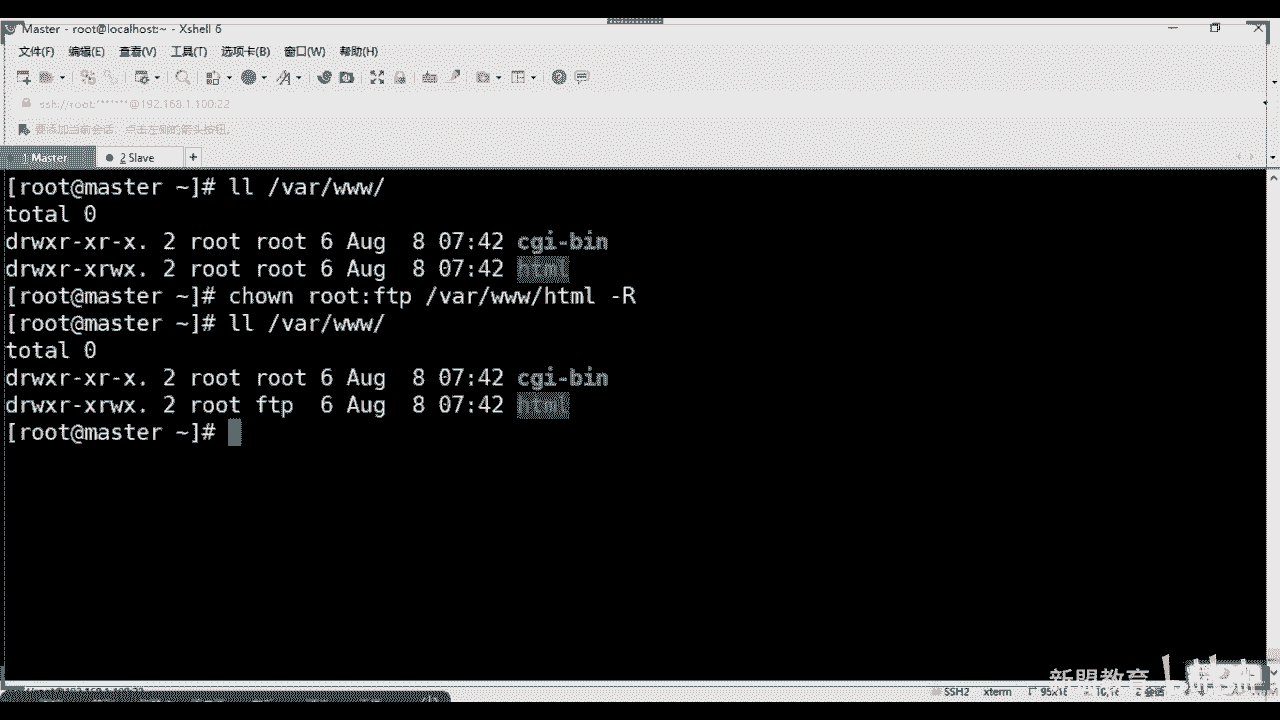 Master - root@localhost:~ - Xshell 6
文件(F) 编辑(E) 查看(V) 工具(T) 选项卡(B) 窗口(W) 帮助(H)
ssh://root:*******@192.168.1.100:22
要添加当前会话，点击左侧的箭头按钮。
1 Master 2 Slave +
[root@master ~]# ll /var/www/
total 0
drwxr-xr-x. 2 root root 6 Aug  8 07:42 cgi-bin
drwxr-xrwx. 2 root root 6 Aug  8 07:42 html
[root@master ~]# chown root:ftp /var/www/html -R
[root@master ~]# ll /var/www/
total 0
drwxr-xr-x. 2 root root 6 Aug  8 07:42 cgi-bin
drwxr-xrwx. 2 root ftp  6 Aug  8 07:42 html
[root@master ~]#
新盟教育
SSH2 xterm